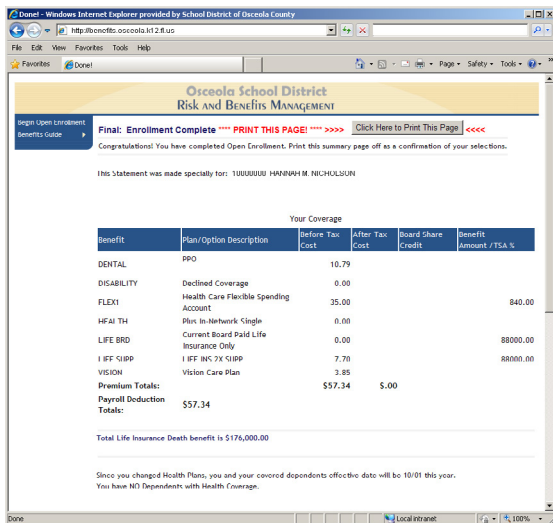 Done! - Windows Internet Explorer provided by School District of Osceola County
http://benefits.osceola.k12.fl.us
File Edit View Favorites Tools Help
Favorites Done! Page Safety Tools
Osceola School District
Risk and Benefits Management
Begin Open Enrollment
Benefits Guide
Final: Enrollment Complete **** PRINT THIS PAGE! **** >>>> Click Here to Print This Page <<<<
Congratulations! You have completed Open Enrollment. Print this summary page off as a confirmation of your selections.
This Statement was made specially for: 10000000 HANNAH M. NICHOLSON
Your Coverage
Benefit Plan/Option Description Before Tax Cost After Tax Cost Board Share Credit Benefit Amount /TSA %
DENTAL PPO 10.79
DISABILITY Declined Coverage 0.00
FLEX1 Health Care Flexible Spending Account 35.00 840.00
HEALTH Plus In-Network Single 0.00
LIFE BRD Current Board Paid Life Insurance Only 0.00 88000.00
LIFE SUPP LIFE INS 2X SUPP 7.70 88000.00
VISION Vision Care Plan 3.85
Premium Totals: $57.34 $.00
Payroll Deduction Totals: $57.34
Total Life Insurance Death benefit is $176,000.00
Since you changed Health Plans, you and your covered dependents effective date will be 10/01 this year.
You have NO Dependents with Health Coverage.
Done Local intranet 100%